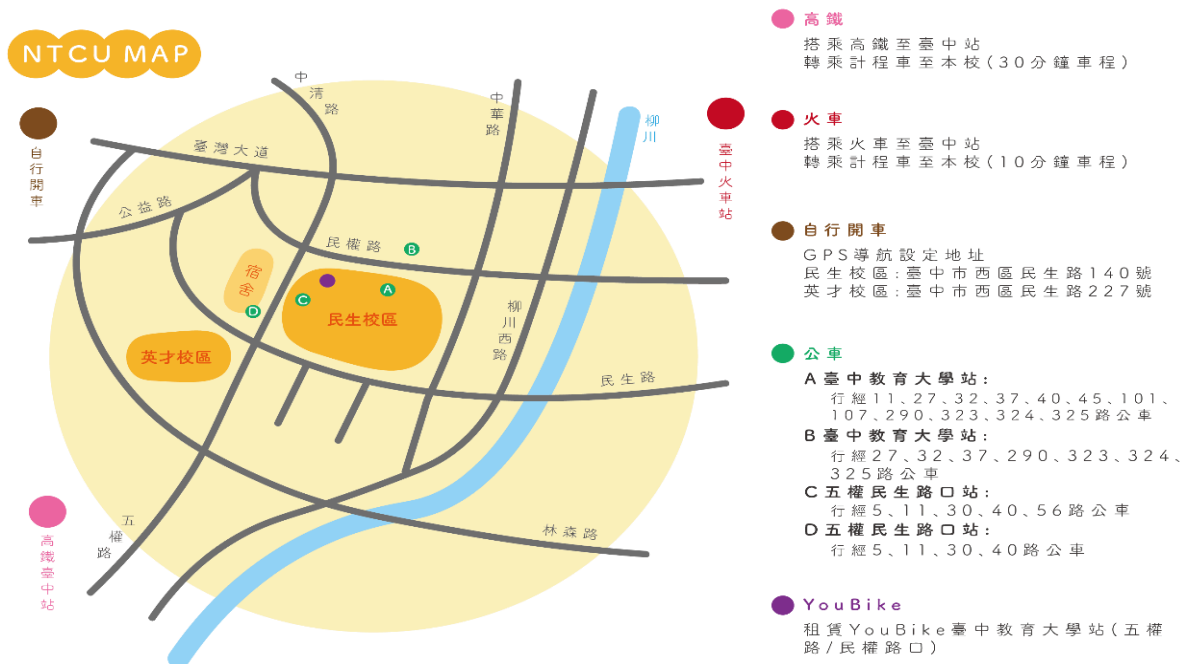 NTCU MAP
自行開車
中清路
中華路
柳川
臺中火車站
臺灣大道
公益路
民權路
B
宿舍
A
C
D
民生校區
柳川西路
英才校區
民生路
五權路
林森路
高鐵臺中站
高鐵
搭乘高鐵至臺中站
轉乘計程車至本校(30分鐘車程)
火車
搭乘火車至臺中站
轉乘計程車至本校(10分鐘車程)
自行開車
GPS導航設定地址
民生校區:臺中市西區民生路140號
英才校區:臺中市西區民生路227號
公車
A臺中教育大學站:
行經11、27、32、37、40、45、101、
107、290、323、324、325路公車
B臺中教育大學站:
行經27、32、37、290、323、324、
325路公車
C五權民生路口站:
行經5、11、30、40、56路公車
D五權民生路口站:
行經5、11、30、40路公車
YouBike
租賃YouBike臺中教育大學站(五權
路/民權路口)